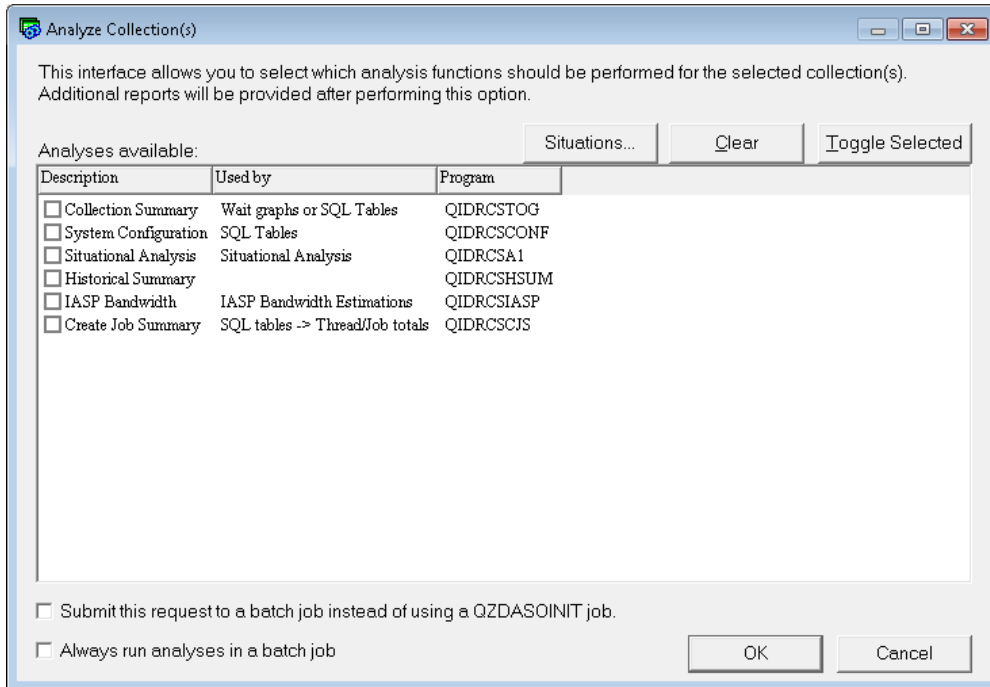 Analyze Collection(s)
This interface allows you to select which analysis functions should be performed for the selected collection(s).
Additional reports will be provided after performing this option.
Analyses available:
Situations... Clear Toggle Selected
Description Used by Program
Collection Summary Wait graphs or SQL Tables QIDRCSTOG
System Configuration SQL Tables QIDRCSCONF
Situational Analysis Situational Analysis QIDRCSA1
Historical Summary QIDRCSHSUM
IASP Bandwidth IASP Bandwidth Estimations QIDRCSIASP
Create Job Summary SQL tables -> Thread/Job totals QIDRCSCJS
Submit this request to a batch job instead of using a QZDASOINIT job.
Always run analyses in a batch job
OK Cancel